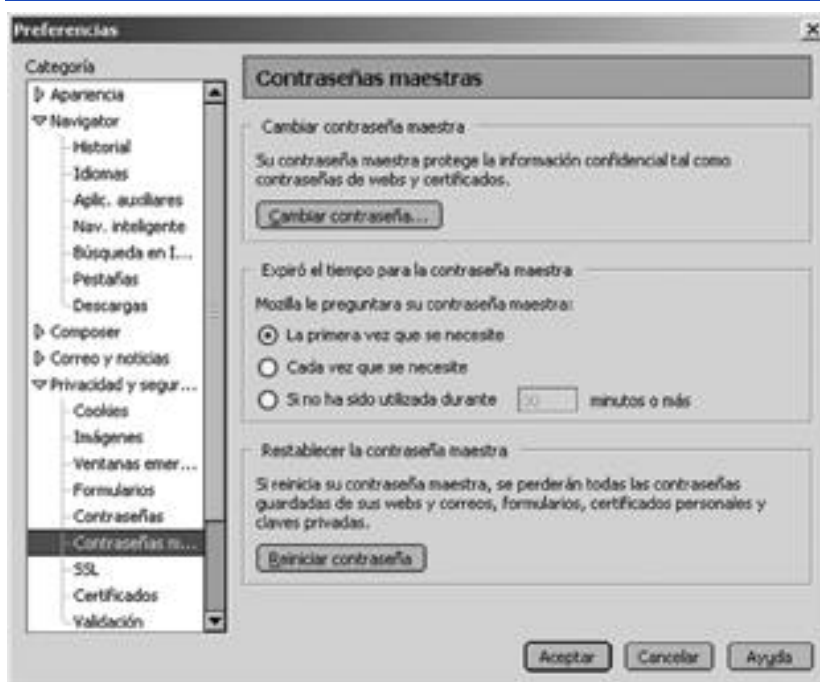 Preferencias
Categoría
Apariencia
Navigator
Historial
Idiomas
Aplic. auxiliares
Nav. inteligente
Búsqueda en I...
Pestañas
Descargas
Composer
Correo y noticias
Privacidad y segur...
Cookies
Imágenes
Ventanas emer...
Formularios
Contraseñas
Contraseñas m...
SSL
Certificados
Validación
Contraseñas maestras
Cambiar contraseña maestra
Su contraseña maestra protege la información confidencial tal como
contraseñas de webs y certificados.
Cambiar contraseña...
Expiró el tiempo para la contraseña maestra
Mozilla le preguntara su contraseña maestra:
La primera vez que se necesite
Cada vez que se necesite
Si no ha sido utilizada durante minutos o más
Restablecer la contraseña maestra
Si reinicia su contraseña maestra, se perderán todas las contraseñas
guardadas de sus webs y correos, formularios, certificados personales y
claves privadas.
Reiniciar contraseña
Aceptar Cancelar Ayuda